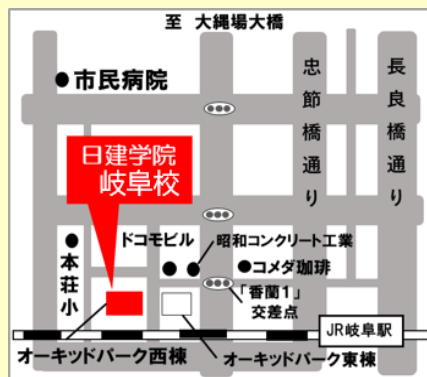 至 大縄場大橋
市民病院
忠節橋通り
長良橋通り
日建学院
岐阜校
ドコモビル
昭和コンクリート工業
本荘小
コメダ珈琲
「香蘭1」
交差点
JR岐阜駅
オーキッドパーク西棟
オーキッドパーク東棟